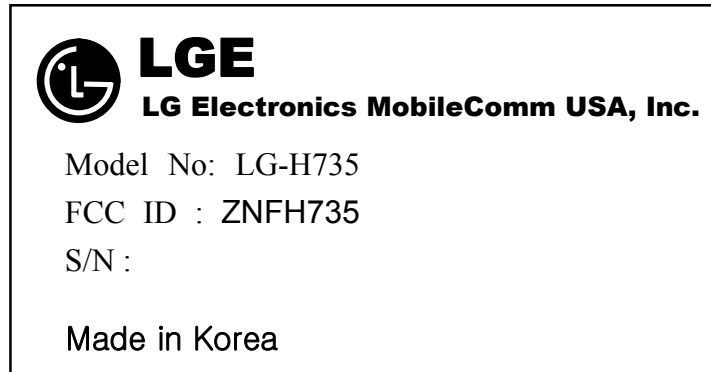 LGE
LG Electronics MobileComm USA, Inc.
Model No: LG-H735
FCC ID : ZNFH735
S/N :
Made in Korea